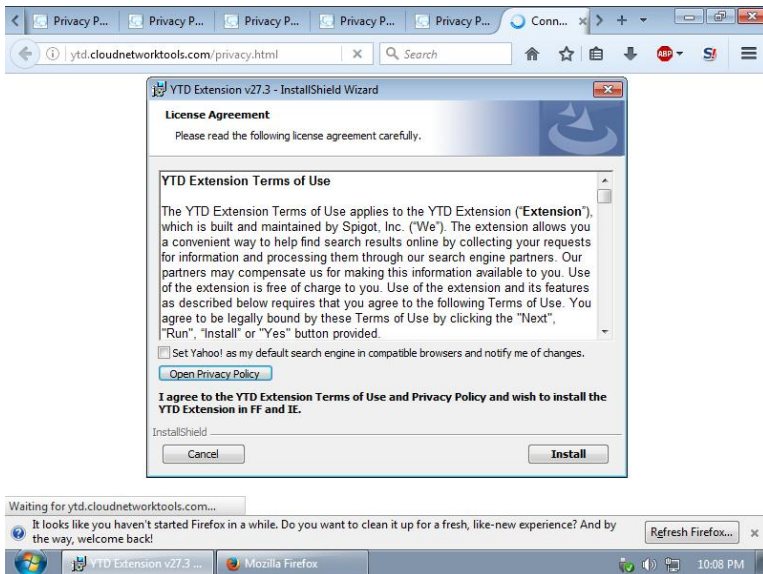 Privacy P...
Privacy P...
Privacy P...
Privacy P...
Privacy P...
Conn...
ytd.cloudnetworktools.com/privacy.html
Search
ABP
S!
YTD Extension v27.3 - InstallShield Wizard
License Agreement
Please read the following license agreement carefully.
YTD Extension Terms of Use
The YTD Extension Terms of Use applies to the YTD Extension (“Extension”),
which is built and maintained by Spigot, Inc. (“We”). The extension allows you
a convenient way to help find search results online by collecting your requests
for information and processing them through our search engine partners. Our
partners may compensate us for making this information available to you. Use
of the extension is free of charge to you. Use of the extension and its features
as described below requires that you agree to the following Terms of Use. You
agree to be legally bound by these Terms of Use by clicking the "Next",
"Run", “Install” or "Yes" button provided.
Set Yahoo! as my default search engine in compatible browsers and notify me of changes.
Open Privacy Policy
I agree to the YTD Extension Terms of Use and Privacy Policy and wish to install the
YTD Extension in FF and IE.
InstallShield
Cancel
Install
Waiting for ytd.cloudnetworktools.com...
It looks like you haven't started Firefox in a while. Do you want to clean it up for a fresh, like-new experience? And by
the way, welcome back!
Refresh Firefox...
YTD Extension v27.3 ...
Mozilla Firefox
10:08 PM